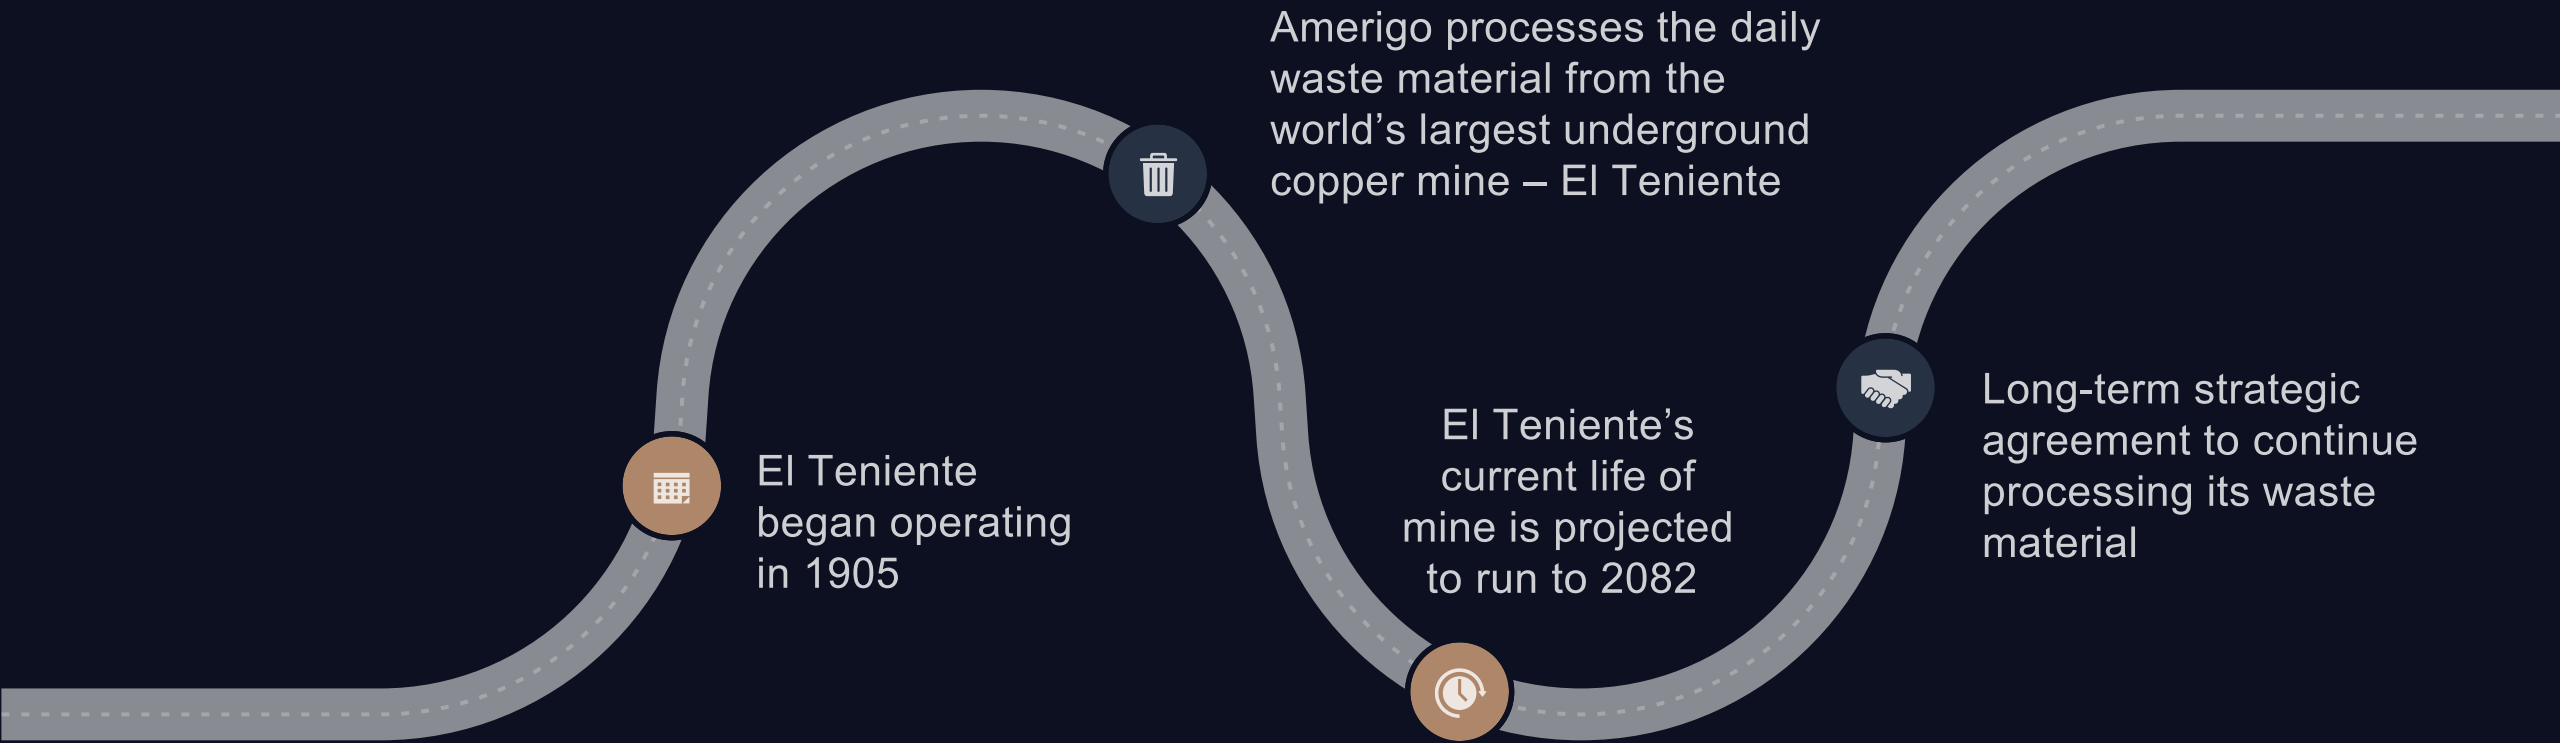 Amerigo processes the daily
waste material from the
world’s largest underground
copper mine – El Teniente
El Teniente
began operating
in 1905
El Teniente’s
current life of
mine is projected
to run to 2082
Long-term strategic
agreement to continue
processing its waste
material